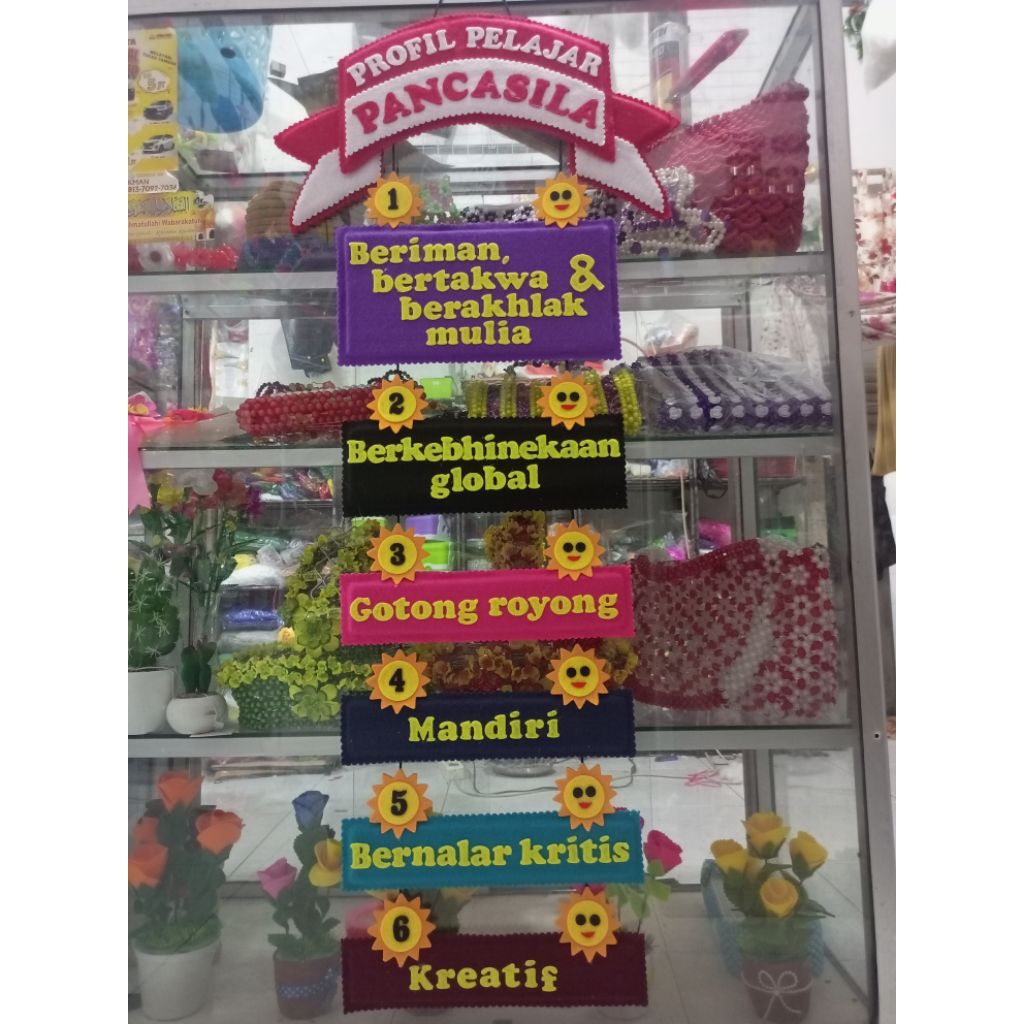 PROFIL PELAJAR
PANCASILA
1
Beriman,
bertakwa &
berakhlak
mulia
2
Berkebhinekaan
global
3
Gotong royong
4
Mandiri
5
Bernalar kritis
6
Kreatif